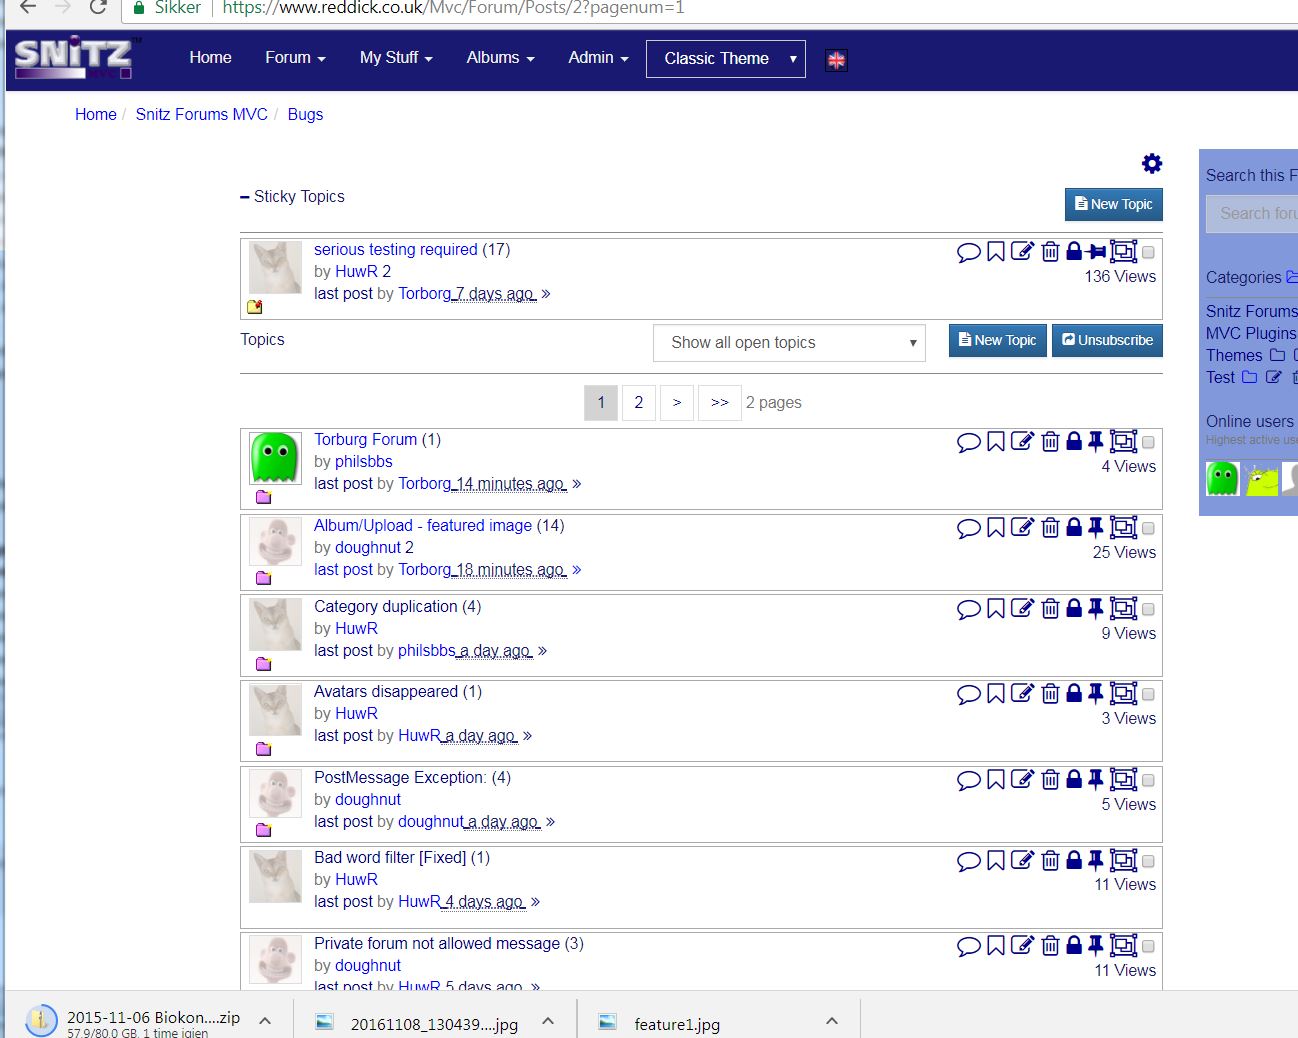 Sikker https://www.reddick.co.uk/Mvc/Forum/Posts/2?pagenum=1
SNiTZ™ MVC Home Forum My Stuff Albums Admin Classic Theme
Home / Snitz Forums MVC / Bugs
Sticky Topics
New Topic
serious testing required (17)
by HuwR 2
last post by Torborg 7 days ago »
136 Views
Topics
Show all open topics
New Topic
Unsubscribe
1 2 > >> 2 pages
Torburg Forum (1)
by philsbbs
last post by Torborg 14 minutes ago »
4 Views
Album/Upload - featured image (14)
by doughnut 2
last post by Torborg 18 minutes ago »
25 Views
Category duplication (4)
by HuwR
last post by philsbbs a day ago »
9 Views
Avatars disappeared (1)
by HuwR
last post by HuwR a day ago »
3 Views
PostMessage Exception: (4)
by doughnut
last post by doughnut a day ago »
5 Views
Bad word filter [Fixed] (1)
by HuwR
last post by HuwR 4 days ago »
11 Views
Private forum not allowed message (3)
by doughnut
last post by HuwR 5 days ago »
11 Views
Search this F
Search foru
Categories
Snitz Forums
MVC Plugins
Themes
Test
Online users
Highest active use
2015-11-06 Biokon....zip
57,9/80,0 GB, 1 time igjen
20161108_130439....jpg
feature1.jpg